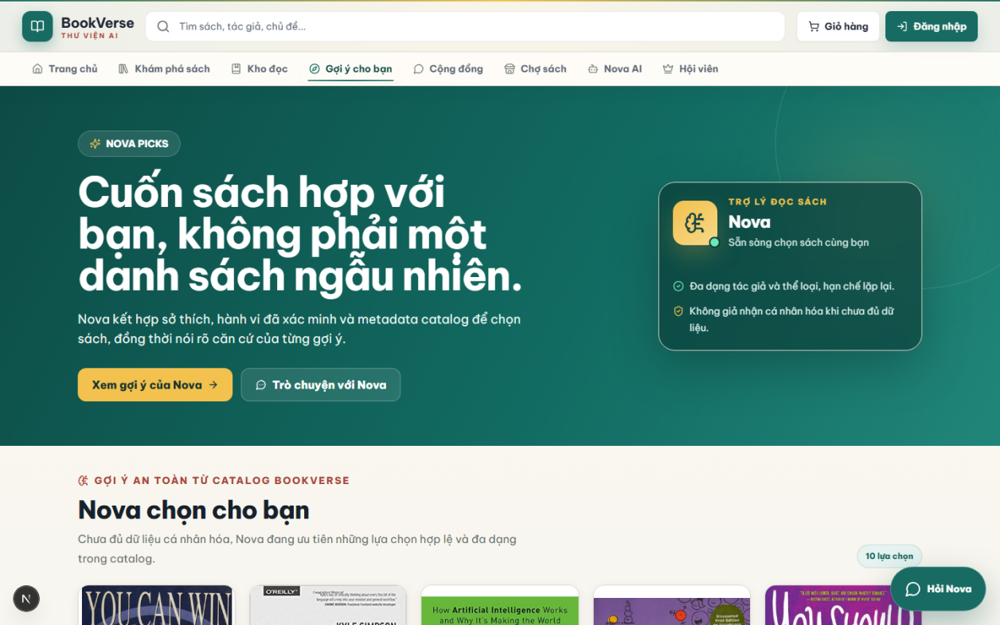 BookVerse
THƯ VIỆN AI
Tìm sách, tác giả, chủ đề...
Giỏ hàng
Đăng nhập
Trang chủ
Khám phá sách
Kho đọc
Gợi ý cho bạn
Cộng đồng
Chợ sách
Nova AI
Hội viên
NOVA PICKS
Cuốn sách hợp với
bạn, không phải một
danh sách ngẫu nhiên.
Nova kết hợp sở thích, hành vi đã xác minh và metadata catalog để chọn
sách, đồng thời nói rõ căn cứ của từng gợi ý.
Xem gợi ý của Nova →
Trò chuyện với Nova
TRỢ LÝ ĐỌC SÁCH
Nova
Sẵn sàng chọn sách cùng bạn
Đa dạng tác giả và thể loại, hạn chế lặp lại.
Không giả nhận cá nhân hóa khi chưa đủ dữ
liệu.
GỢI Ý AN TOÀN TỪ CATALOG BOOKVERSE
Nova chọn cho bạn
Chưa đủ dữ liệu cá nhân hóa, Nova đang ưu tiên những lựa chọn hợp lệ và đa dạng
trong catalog.
10 lựa chọn
Hỏi Nova
N
YOU CAN WIN
O'REILLY®
KYLE SIMPSON
How Artificial Intelligence Works
and Why It's Making the World
You Should